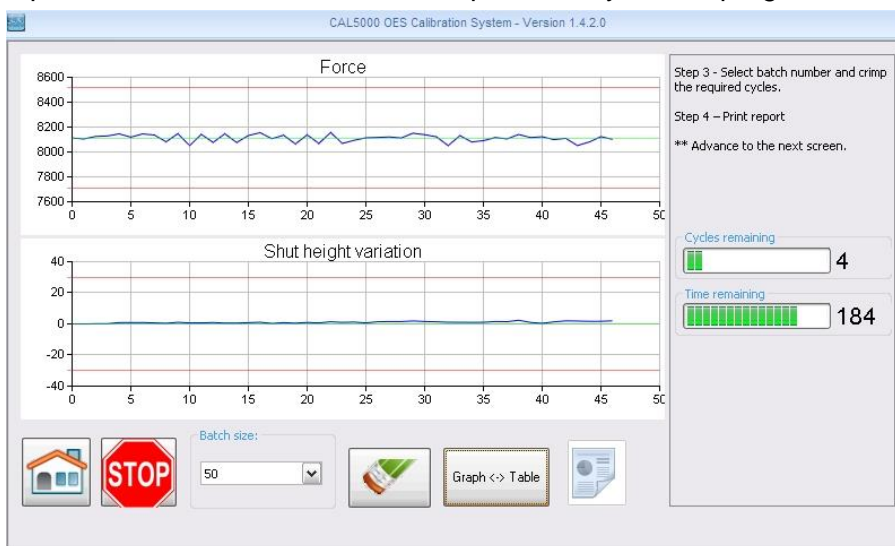 CAL5000 OES Calibration System - Version 1.4.2.0
Force
8600
8400
8200
8000
7800
7600
0 5 10 15 20 25 30 35 40 45 50
Shut height variation
40
20
0
-20
-40
0 5 10 15 20 25 30 35 40 45 50
Step 3 - Select batch number and crimp
the required cycles.
Step 4 – Print report
** Advance to the next screen.
Cycles remaining
4
Time remaining
184
STOP
Batch size:
50
Graph <-> Table